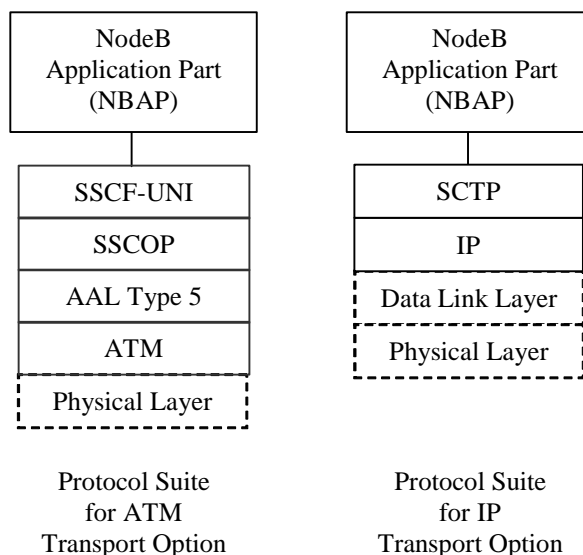 NodeB
Application Part
(NBAP)
SSCF-UNI
SSCOP
AAL Type 5
ATM
Physical Layer
Protocol Suite
for ATM
Transport Option
NodeB
Application Part
(NBAP)
SCTP
IP
Data Link Layer
Physical Layer
Protocol Suite
for IP
Transport Option